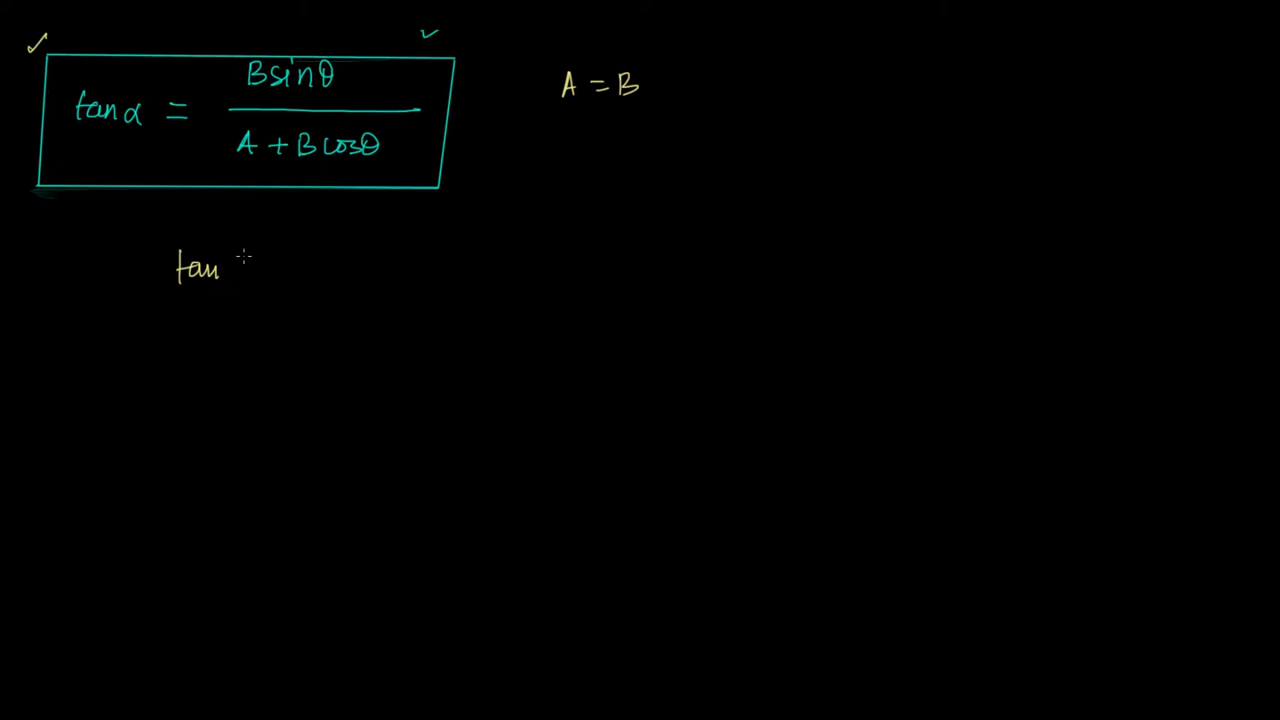 tanα = Bsinθ / A + Bcosθ
A = B
tan